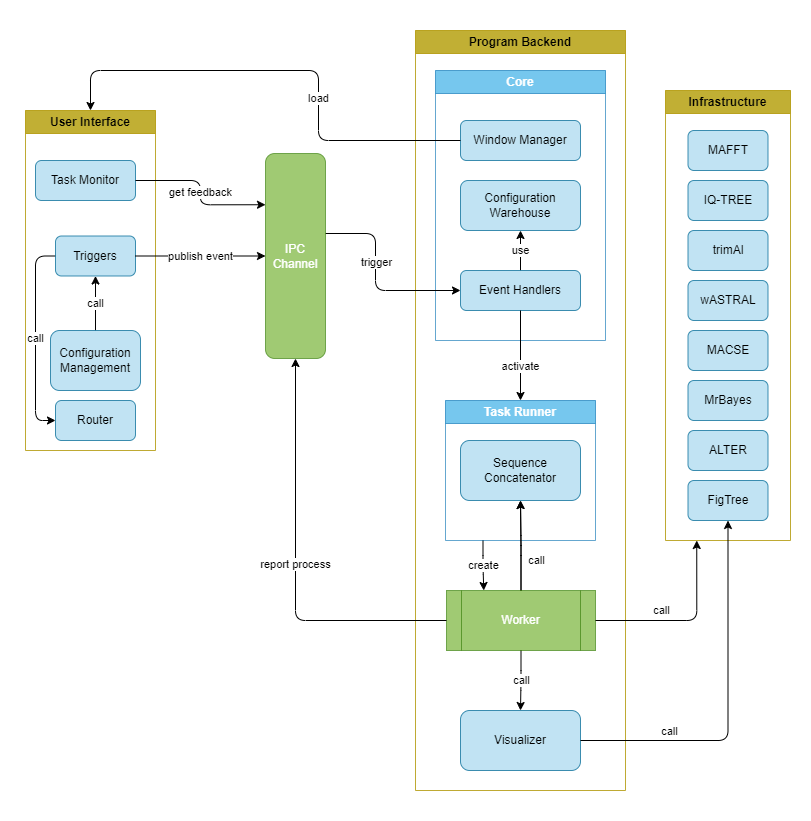 Program Backend
Core
load
Window Manager
Configuration
Warehouse
use
Event Handlers
activate
Task Runner
Sequence
Concatenator
create
call
Worker
call
Visualizer
User Interface
Task Monitor
get feedback
Triggers
publish event
call
call
Configuration
Management
Router
IPC
Channel
trigger
report process
Infrastructure
MAFFT
IQ-TREE
trimAl
wASTRAL
MACSE
MrBayes
ALTER
FigTree
call
call